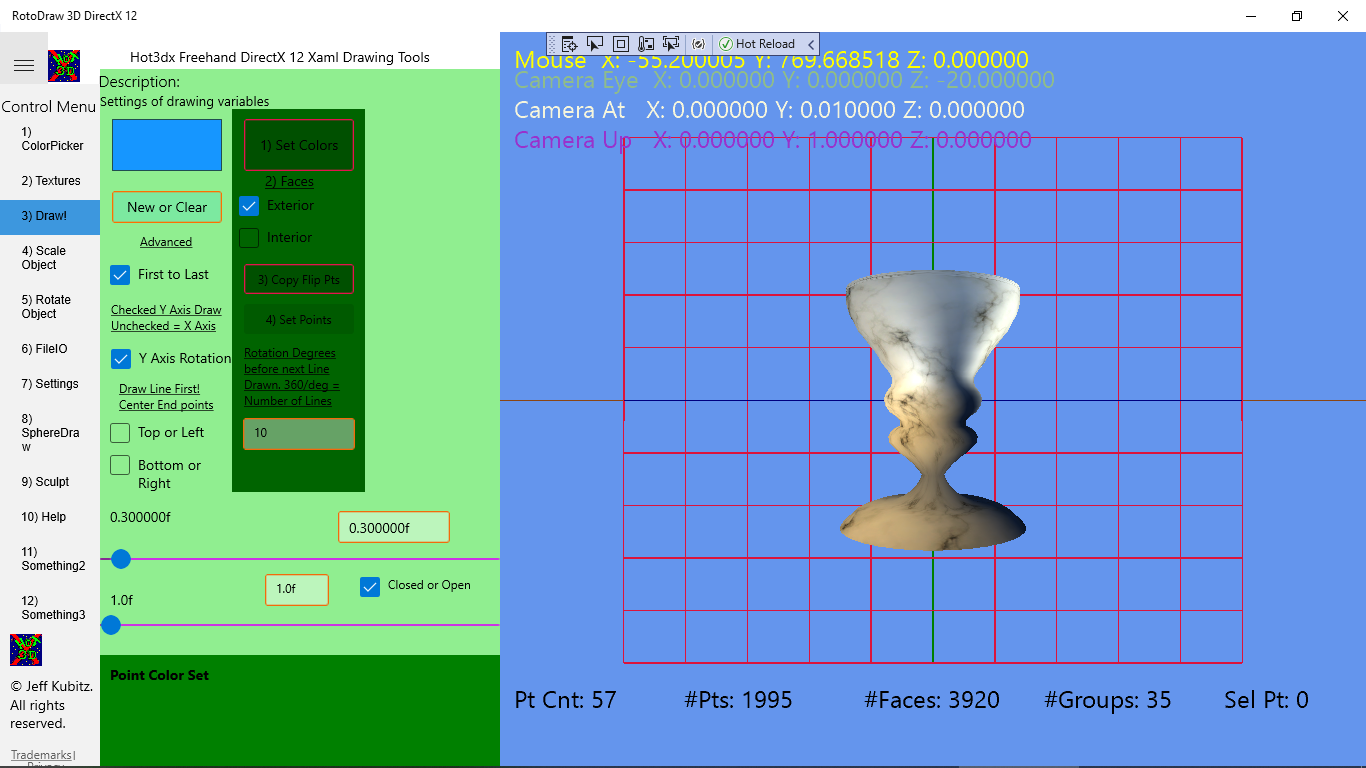 RotoDraw 3D DirectX 12
Hot3dx Freehand DirectX 12 Xaml Drawing Tools
HOT
3D
Control Menu
1)
ColorPicker
2) Textures
3) Draw!
4) Scale
Object
5) Rotate
Object
6) FileIO
7) Settings
8)
SphereDra
w
9) Sculpt
10) Help
11)
Something2
12)
Something3
HOT
3D
© Jeff Kubitz.
All rights
reserved.
Trademarks|
Privacy
Description:
Settings of drawing variables
New or Clear
Advanced
First to Last
Checked Y Axis Draw
Unchecked = X Axis
Y Axis Rotation
Draw Line First!
Center End points
Top or Left
Bottom or
Right
1) Set Colors
2) Faces
Exterior
Interior
3) Copy Flip Pts
4) Set Points
Rotation Degrees
before next Line
Drawn. 360/deg =
Number of Lines
10
0.300000f
0.300000f
1.0f
Closed or Open
1.0f
Point Color Set
Hot Reload
Mouse X: -55.200005 Y: 769.668518 Z: 0.000000
Camera Eye X: 0.000000 Y: 0.000000 Z: -20.000000
Camera At X: 0.000000 Y: 0.010000 Z: 0.000000
Camera Up X: 0.000000 Y: 1.000000 Z: 0.000000
Pt Cnt: 57 #Pts: 1995 #Faces: 3920 #Groups: 35 Sel Pt: 0